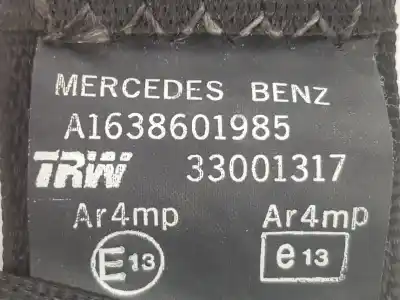 MERCEDES BENZ
A1638601985
TRW 33001317
Ar4mp Ar4mp
E13 e13